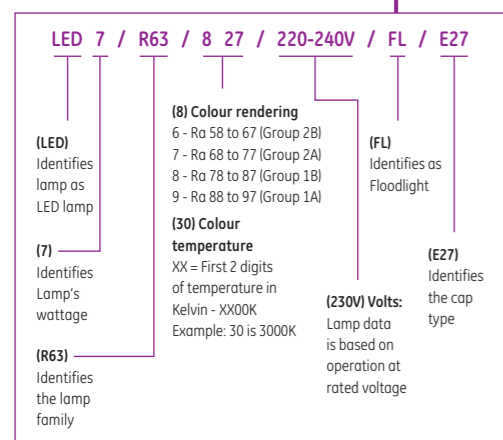 LED 7 / R63 / 8 27 / 220-240V / FL / E27
(LED)
Identifies
lamp as
LED lamp
(7)
Identifies
Lamp's
wattage
(R63)
Identifies
the lamp
family
(8) Colour rendering
6 - Ra 58 to 67 (Group 2B)
7 - Ra 68 to 77 (Group 2A)
8 - Ra 78 to 87 (Group 1B)
9 - Ra 88 to 97 (Group 1A)
(30) Colour
temperature
XX = First 2 digits
of temperature in
Kelvin - XX00K
Example: 30 is 3000K
(230V) Volts:
Lamp data
is based on
operation at
rated voltage
(FL)
Identifies as
Floodlight
(E27)
Identifies
the cap
type